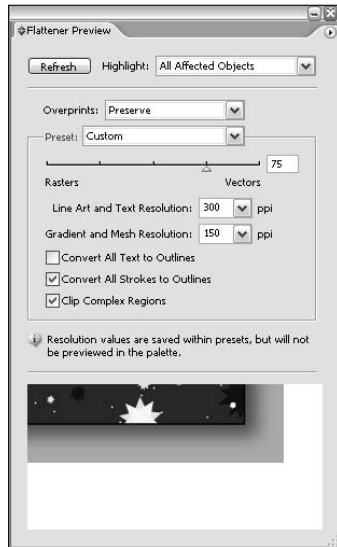 Flattener Preview
Refresh Highlight: All Affected Objects
Overprints: Preserve
Preset: Custom
75
Rasters Vectors
Line Art and Text Resolution: 300 ppi
Gradient and Mesh Resolution: 150 ppi
Convert All Text to Outlines
Convert All Strokes to Outlines
Clip Complex Regions
Resolution values are saved within presets, but will not
be previewed in the palette.